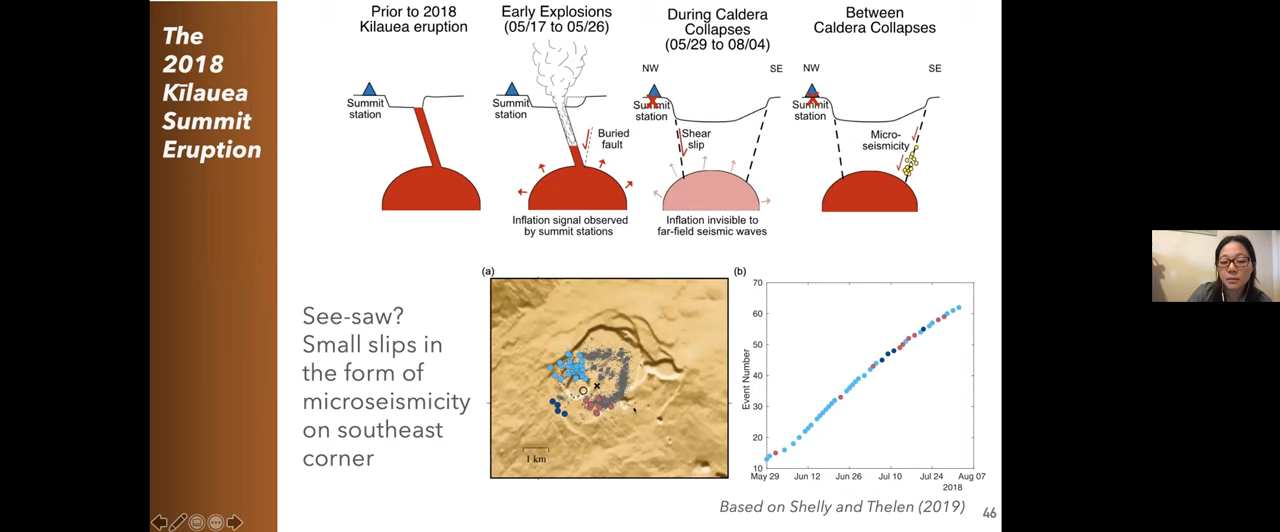 The
2018
Kīlauea
Summit
Eruption
Prior to 2018
Kilauea eruption
Summit
station
Early Explosions
(05/17 to 05/26)
Summit
station
Buried
fault
Inflation signal observed
by summit stations
During Caldera
Collapses
(05/29 to 08/04)
NW
SE
Summit
station
Shear
slip
Inflation invisible to
far-field seismic waves
Between
Caldera Collapses
NW
SE
Summit
station
Micro-
seismicity
See-saw?
Small slips in
the form of
microseismicity
on southeast
corner
(a)
1 km
(b)
70
60
50
40
30
20
10
Event Number
May 29
Jun 12
Jun 26
Jul 10
Jul 24
Aug 07
2018
Based on Shelly and Thelen (2019)
46